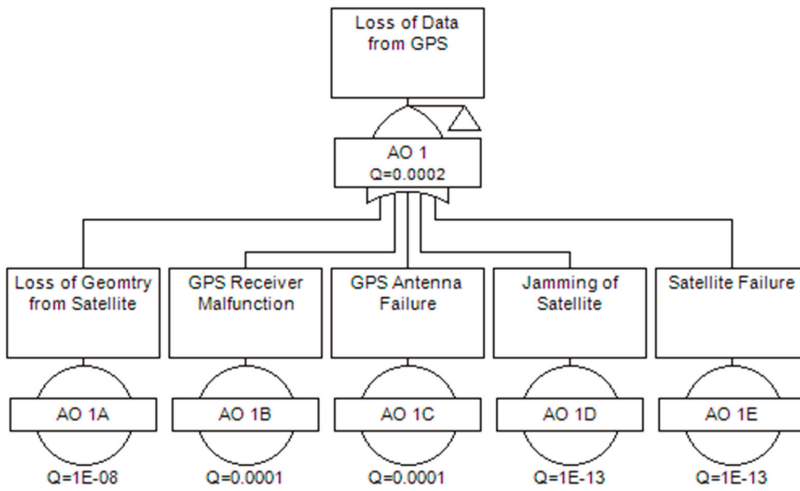 Loss of Data
from GPS
AO 1
Q=0.0002
Loss of Geomtry
from Satellite
GPS Receiver
Malfunction
GPS Antenna
Failure
Jamming of
Satellite
Satellite Failure
AO 1A
AO 1B
AO 1C
AO 1D
AO 1E
Q=1E-08
Q=0.0001
Q=0.0001
Q=1E-13
Q=1E-13